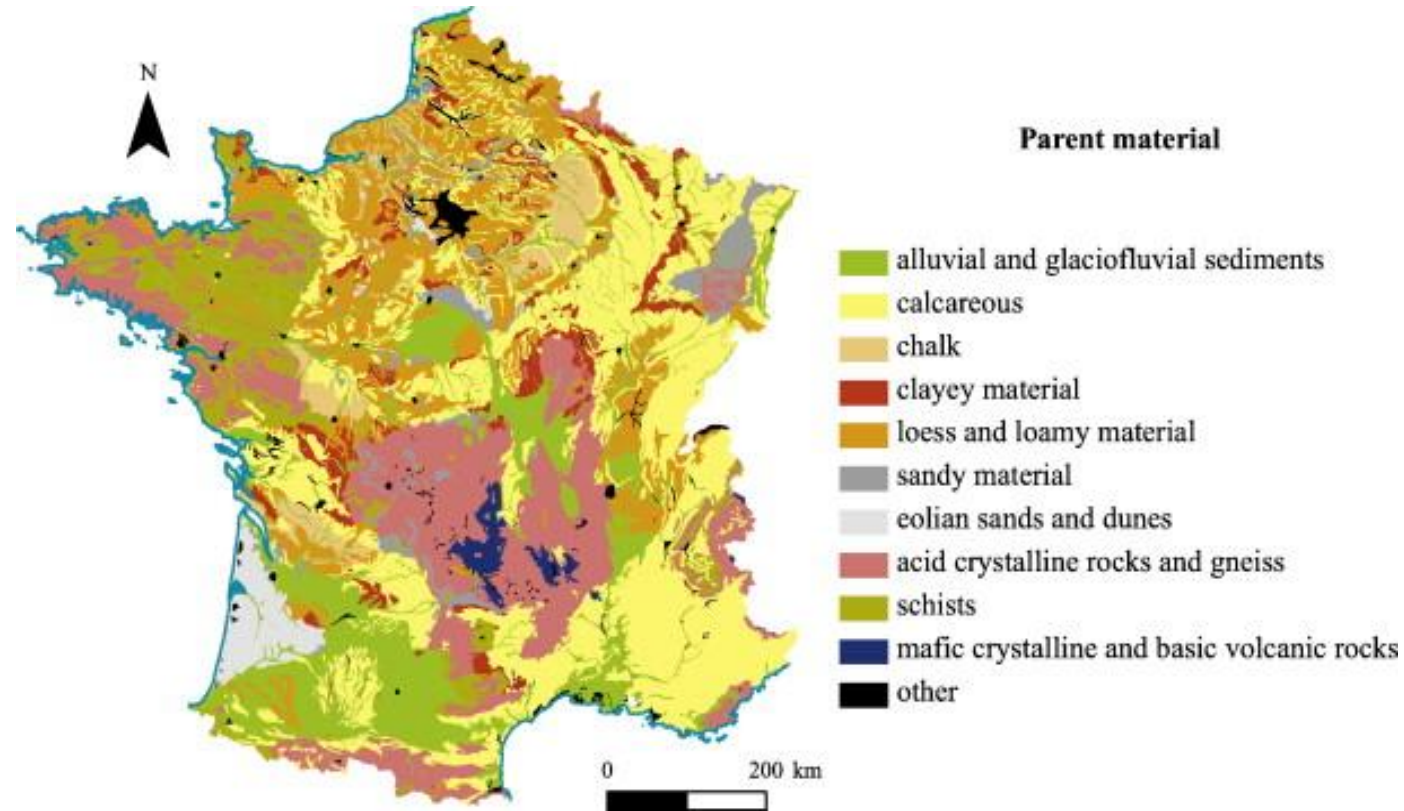 N
Parent material
alluvial and glaciofluvial sediments
calcareous
chalk
clayey material
loess and loamy material
sandy material
eolian sands and dunes
acid crystalline rocks and gneiss
schists
mafic crystalline and basic volcanic rocks
other
0 200 km